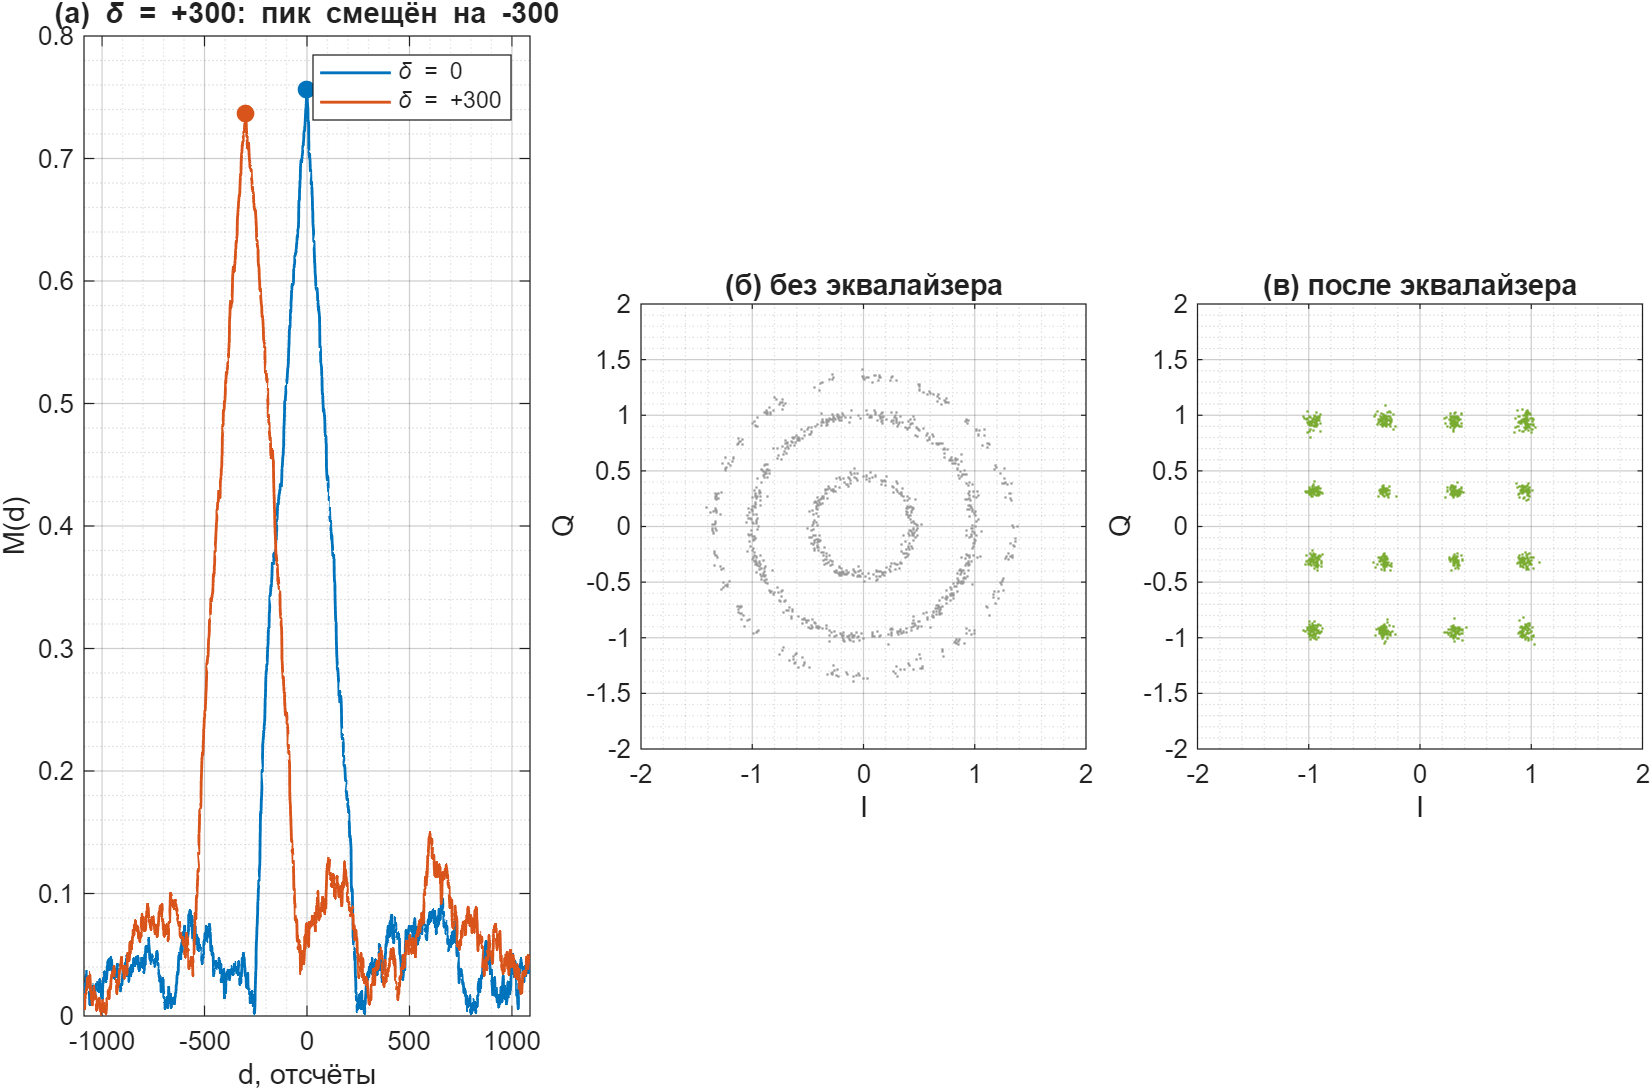 (а) δ = +300: пик смещён на -300
0.8
0.7
0.6
0.5
0.4
0.3
0.2
0.1
0
M(d)
-1000 -500 0 500 1000
d, отсчёты
δ = 0
δ = +300
(б) без эквалайзера
2
1.5
1
0.5
0
-0.5
-1
-1.5
-2
Q
-2 -1 0 1 2
I
(в) после эквалайзера
2
1.5
1
0.5
0
-0.5
-1
-1.5
-2
Q
-2 -1 0 1 2
I